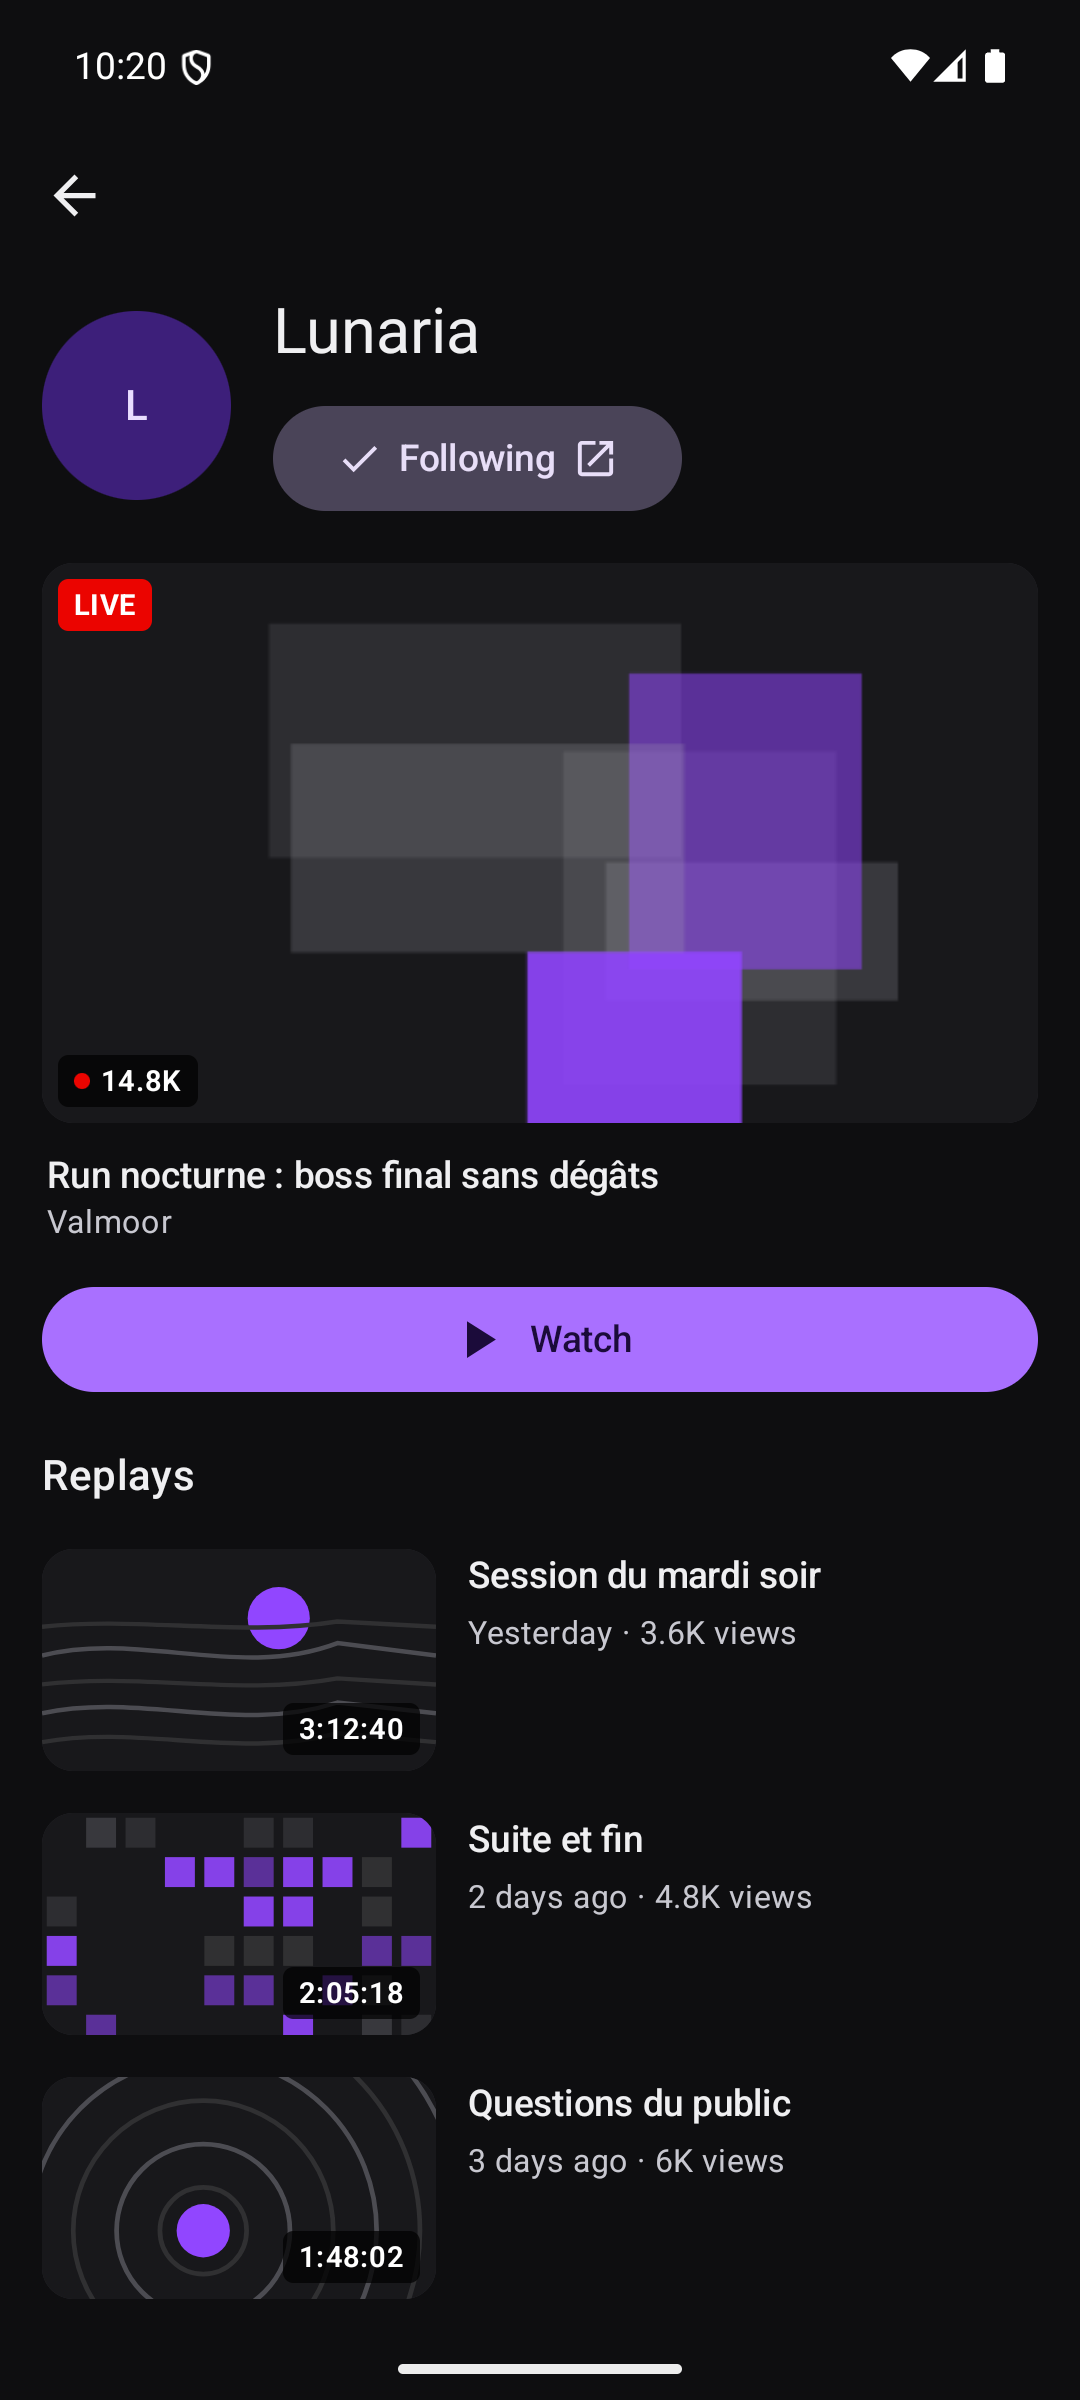 10:20
Lunaria
L
Following
LIVE
14.8K
Run nocturne : boss final sans dégâts
Valmoor
Watch
Replays
Session du mardi soir
Yesterday · 3.6K views
3:12:40
Suite et fin
2 days ago · 4.8K views
2:05:18
Questions du public
3 days ago · 6K views
1:48:02